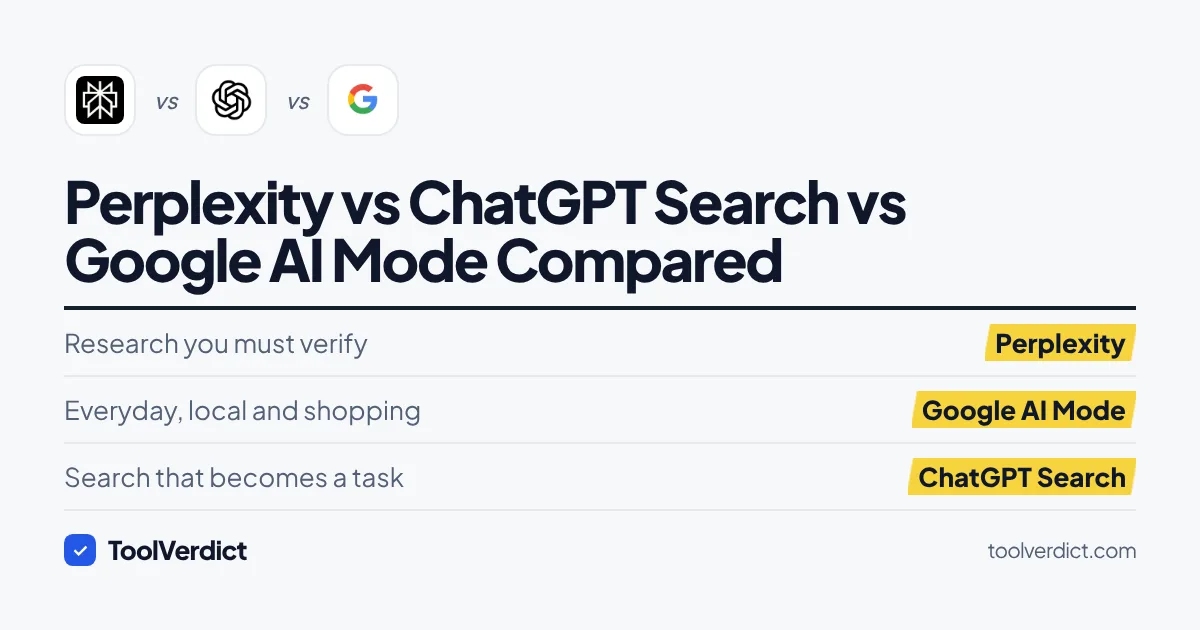 vs vs
Perplexity vs ChatGPT Search vs
Google AI Mode Compared
Research you must verify Perplexity
Everyday, local and shopping Google AI Mode
Search that becomes a task ChatGPT Search
ToolVerdict toolverdict.com